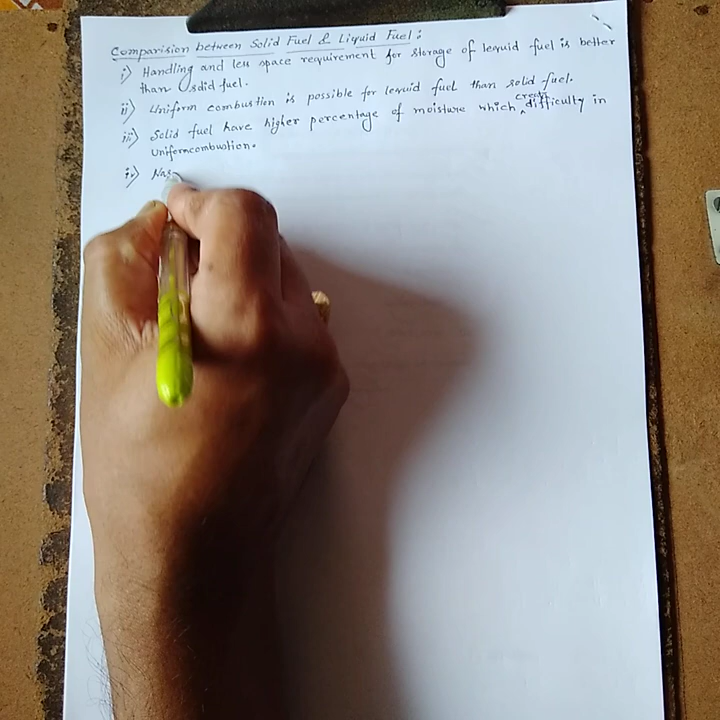 Comparision between Solid Fuel & Liquid Fuel:
i) Handling and less space requirement for storage of lequid fuel is better
than solid fuel.
ii) Uniform combustion is possible for lequid fuel than solid fuel.
iii) Solid fuel have higher percentage of moisture which create difficulty in
Uniform combustion.
iv)